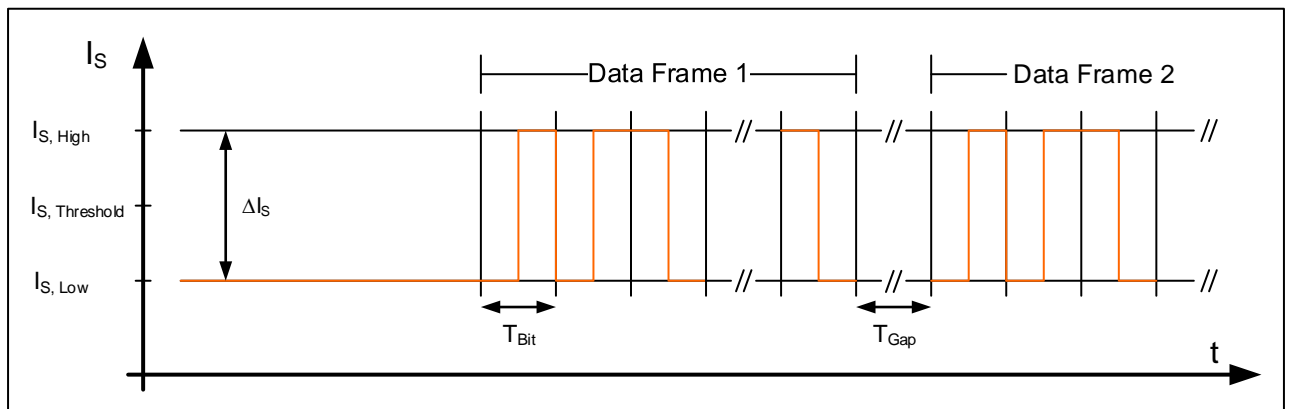 I_S
Data Frame 1
Data Frame 2
I_S, High
//
//
//
I_S, Threshold
ΔI_S
I_S, Low
//
//
//
T_Bit
T_Gap
t